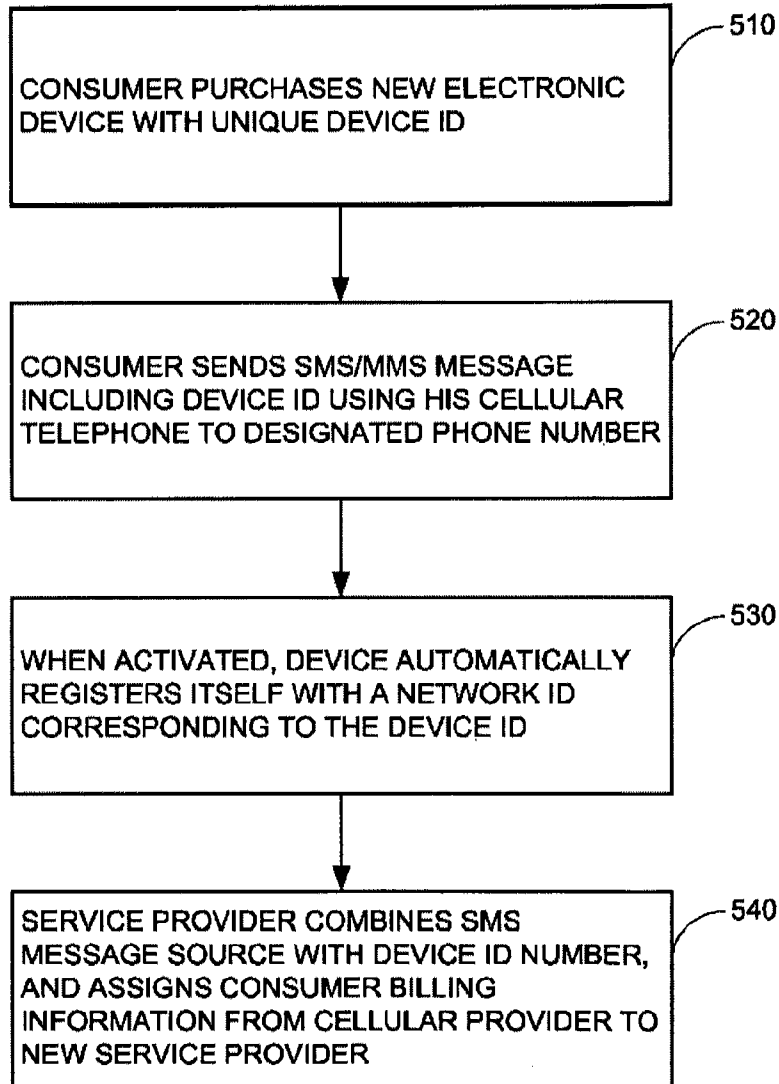 510
CONSUMER PURCHASES NEW ELECTRONIC
DEVICE WITH UNIQUE DEVICE ID
520
CONSUMER SENDS SMS/MMS MESSAGE
INCLUDING DEVICE ID USING HIS CELLULAR
TELEPHONE TO DESIGNATED PHONE NUMBER
530
WHEN ACTIVATED, DEVICE AUTOMATICALLY
REGISTERS ITSELF WITH A NETWORK ID
CORRESPONDING TO THE DEVICE ID
540
SERVICE PROVIDER COMBINES SMS
MESSAGE SOURCE WITH DEVICE ID NUMBER,
AND ASSIGNS CONSUMER BILLING
INFORMATION FROM CELLULAR PROVIDER TO
NEW SERVICE PROVIDER